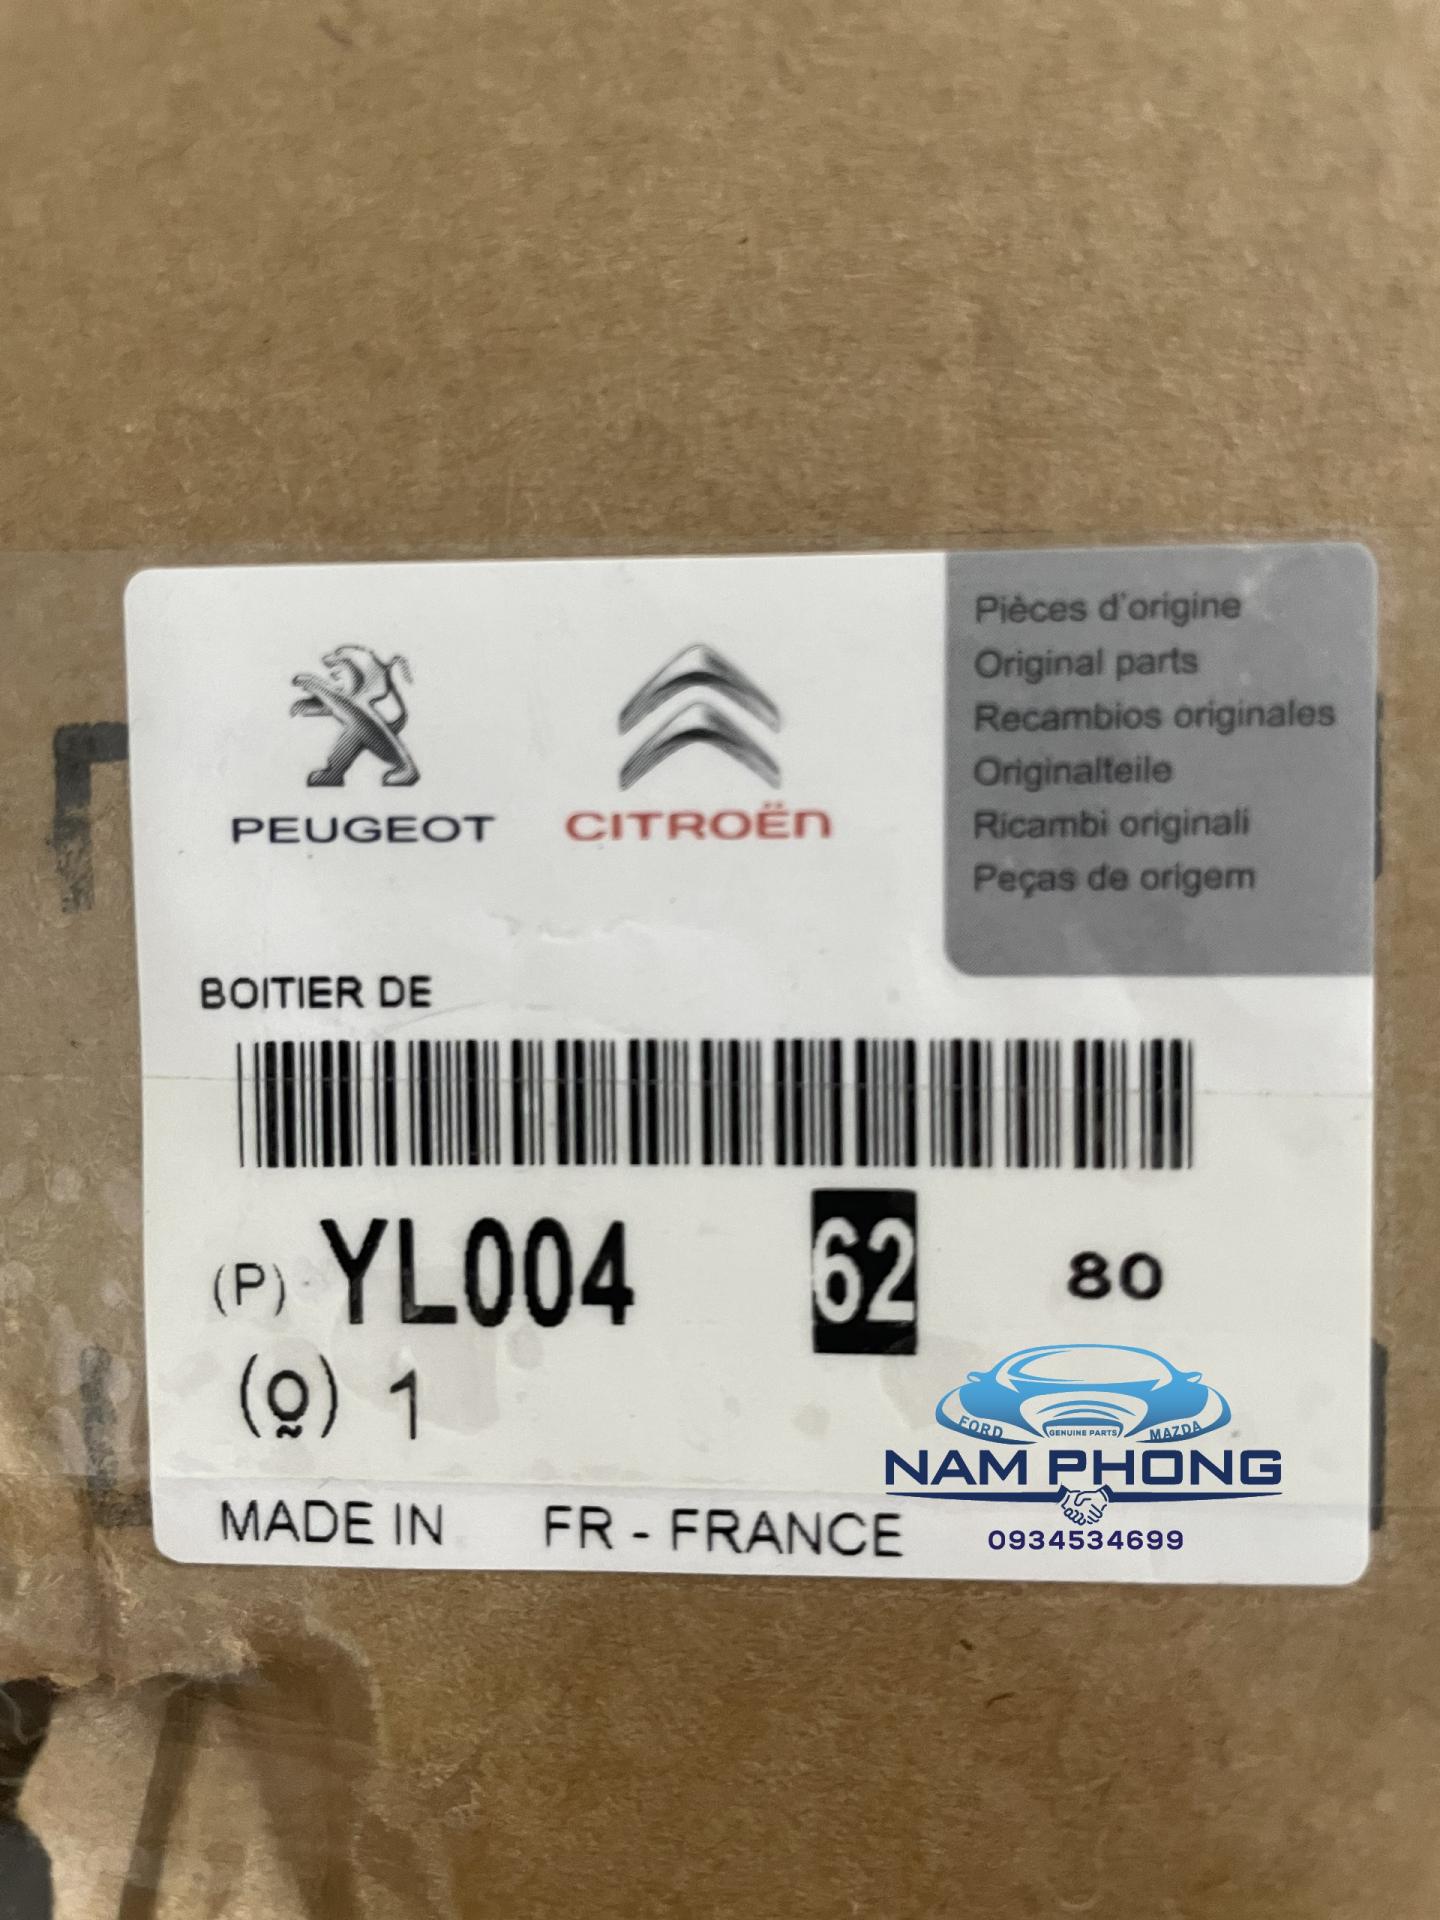 PEUGEOT
CITROËN
Pièces d'origine
Original parts
Recambios originales
Originalteile
Ricambi originali
Peças de origem
BOITIER DE
(P) YL004 62 80
(Q) 1
MADE IN FR - FRANCE
FORD GENUINE PARTS MAZDA
NAM PHONG
0934534699